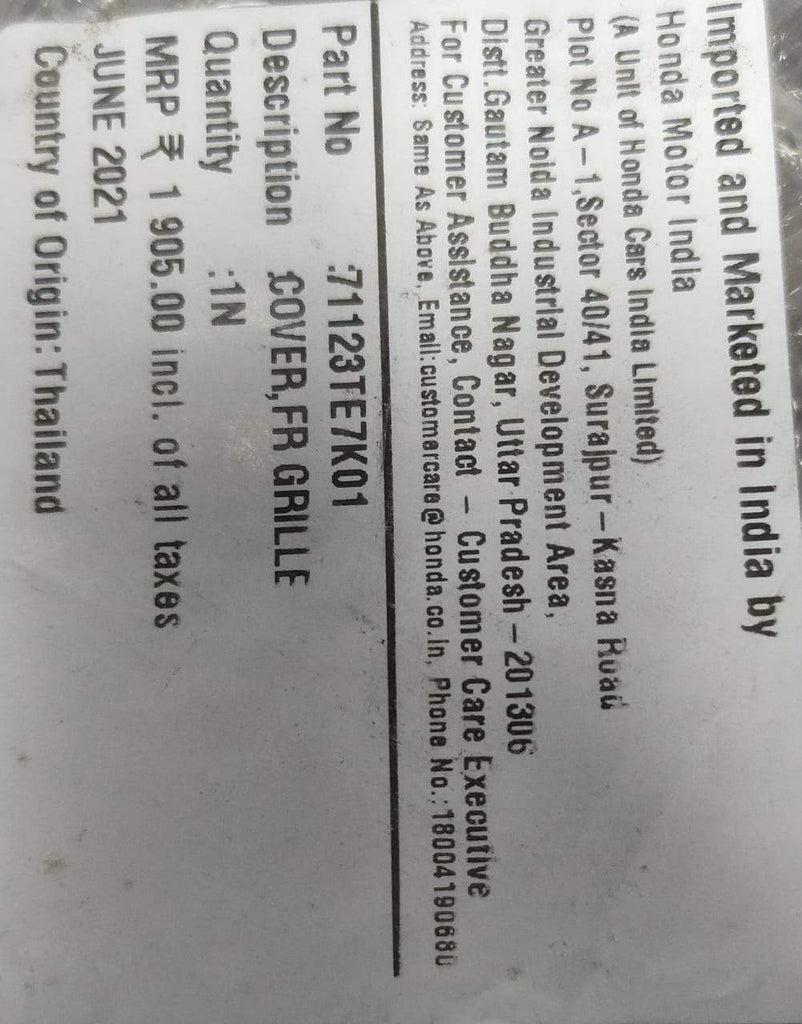 Imported and Marketed in India by
Honda Motor India
(A Unit of Honda Cars India Limited)
Plot No A – 1,Sector 40/41, Surajpur – Kasna Road
Greater Noida Industrial Development Area,
Distt.Gautam Buddha Nagar, Uttar Pradesh – 201306
For Customer Assistance, Contact – Customer Care Executive
Address: Same As Above, Email:customercare@honda.co.in, Phone No.:18004190680
Part No :71123TE7K01
Description :COVER,FR GRILLE
Quantity :1N
MRP ₹ 1 905.00 incl. of all taxes
JUNE 2021
Country of Origin: Thailand